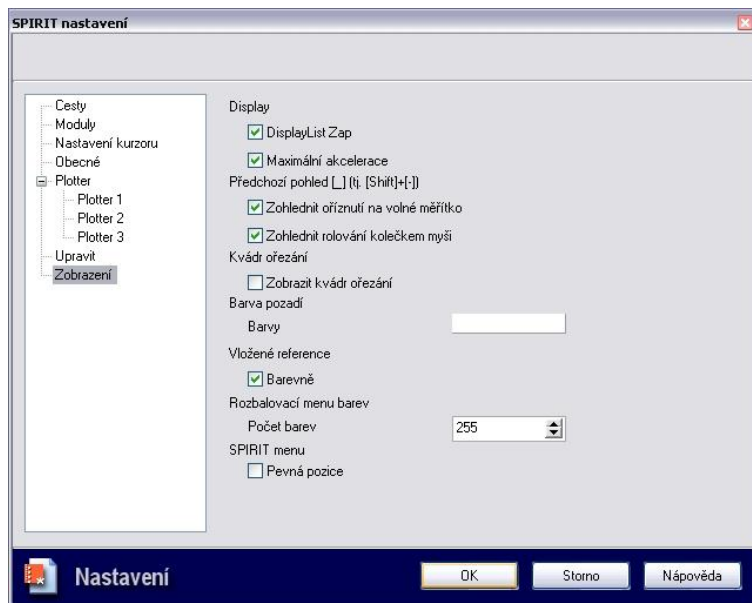 SPIRIT nastavení
Cesty
Moduly
Nastavení kurzoru
Obecné
Plotter
Plotter 1
Plotter 2
Plotter 3
Upravit
Zobrazení
Display
DisplayList Zap
Maximální akcelerace
Předchozí pohled [_] (tj. [Shift]+[-])
Zohlednit oříznutí na volné měřítko
Zohlednit rolování kolečkem myši
Kvádr ořezání
Zobrazit kvádr ořezání
Barva pozadí
Barvy
Vložené reference
Barevně
Rozbalovací menu barev
Počet barev 255
SPIRIT menu
Pevná pozice
Nastavení
OK Storno Nápověda